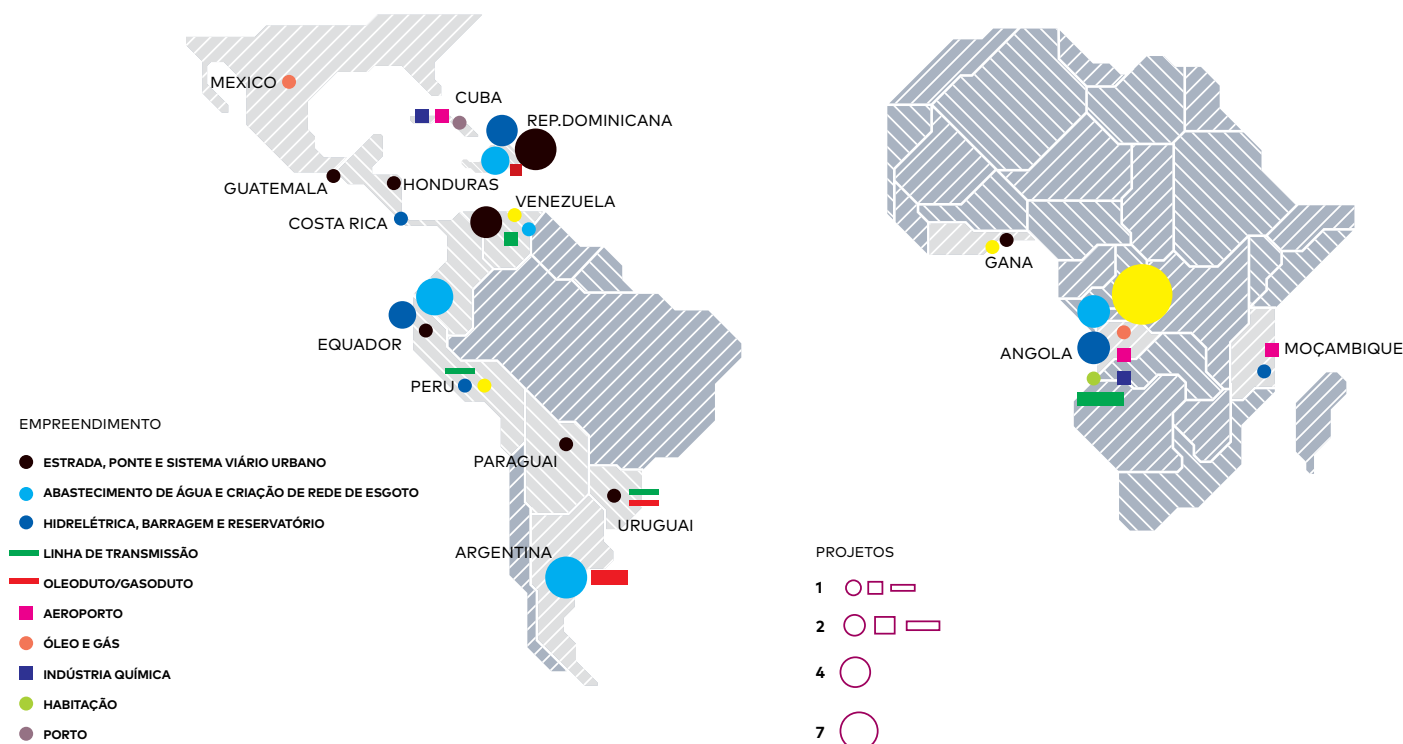 MEXICO
CUBA
REP.DOMINICANA
GUATEMALA
HONDURAS
COSTA RICA
VENEZUELA
EQUADOR
PERU
PARAGUAI
URUGUAI
ARGENTINA
GANA
ANGOLA
MOÇAMBIQUE
EMPREENDIMENTO
ESTRADA, PONTE E SISTEMA VIÁRIO URBANO
ABASTECIMENTO DE ÁGUA E CRIAÇÃO DE REDE DE ESGOTO
HIDRELÉTRICA, BARRAGEM E RESERVATÓRIO
LINHA DE TRANSMISSÃO
OLEODUTO/GASODUTO
AEROPORTO
ÓLEO E GÁS
INDÚSTRIA QUÍMICA
HABITAÇÃO
PORTO
PROJETOS
1
2
4
7